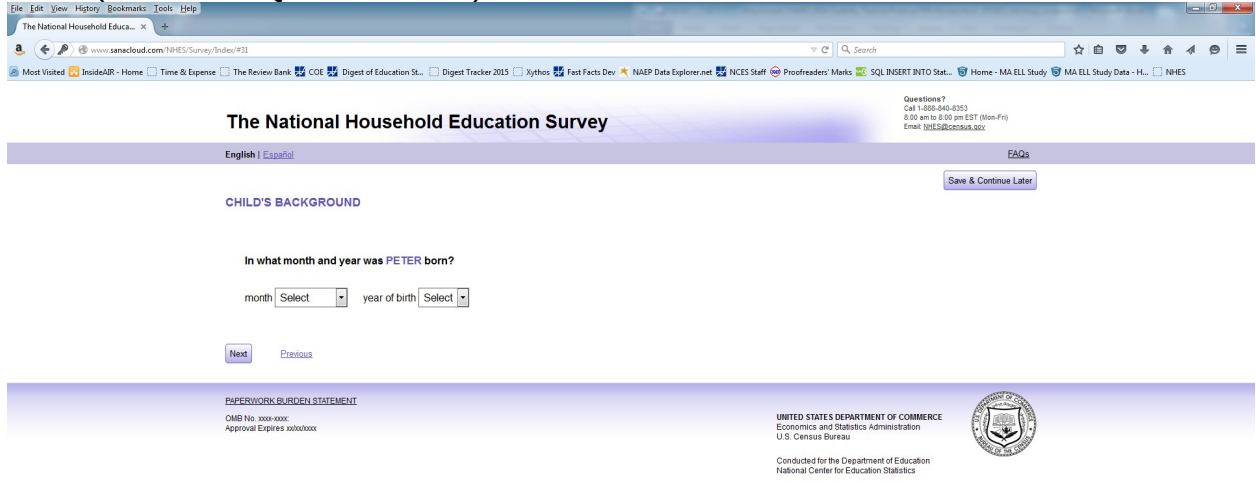 File Edit View History Bookmarks Tools Help
The National Household Educa... × +
www.sanacloud.com/NHES/Survey/Index/#31 Search
Most Visited InsideAIR - Home Time & Expense The Review Bank COE Digest of Education St... Digest Tracker 2015 Xythos Fast Facts Dev NAEP Data Explorer.net NCES Staff Proofreaders' Marks SQL INSERT INTO Stat... Home - MA ELL Study MA ELL Study Data - H... NHES
The National Household Education Survey
Questions?
Call 1-888-840-8353
8:00 am to 8:00 pm EST (Mon-Fri)
Email: NHES@census.gov
English | Español FAQs
Save & Continue Later
CHILD'S BACKGROUND
In what month and year was PETER born?
month Select year of birth Select
Next Previous
PAPERWORK BURDEN STATEMENT
OMB No. xxxx-xxxx:
Approval Expires xx/xx/xxxx
UNITED STATES DEPARTMENT OF COMMERCE
Economics and Statistics Administration
U.S. Census Bureau
Conducted for the Department of Education
National Center for Education Statistics